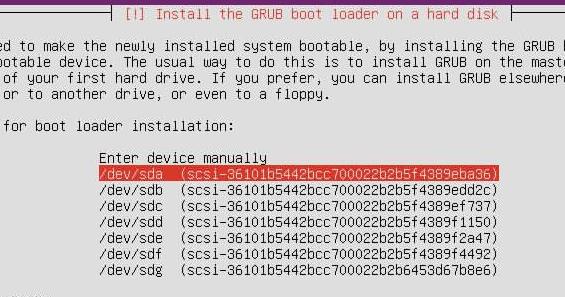 [!] Install the GRUB boot loader on a hard disk
ed to make the newly installed system bootable, by installing the GRUB
ootable device. The usual way to do this is to install GRUB on the mast
of your first hard drive. If you prefer, you can install GRUB elsewhere
or to another drive, or even to a floppy.
for boot loader installation:
Enter device manually
/dev/sda (scsi-36101b5442bcc700022b2b5f4389eba36)
/dev/sdb (scsi-36101b5442bcc700022b2b5f4389edd2c)
/dev/sdc (scsi-36101b5442bcc700022b2b5f4389ef737)
/dev/sdd (scsi-36101b5442bcc700022b2b5f4389f1150)
/dev/sde (scsi-36101b5442bcc700022b2b5f4389f2a47)
/dev/sdf (scsi-36101b5442bcc700022b2b5f4389f4492)
/dev/sdg (scsi-36101b5442bcc700022b2b6453d67b8e6)